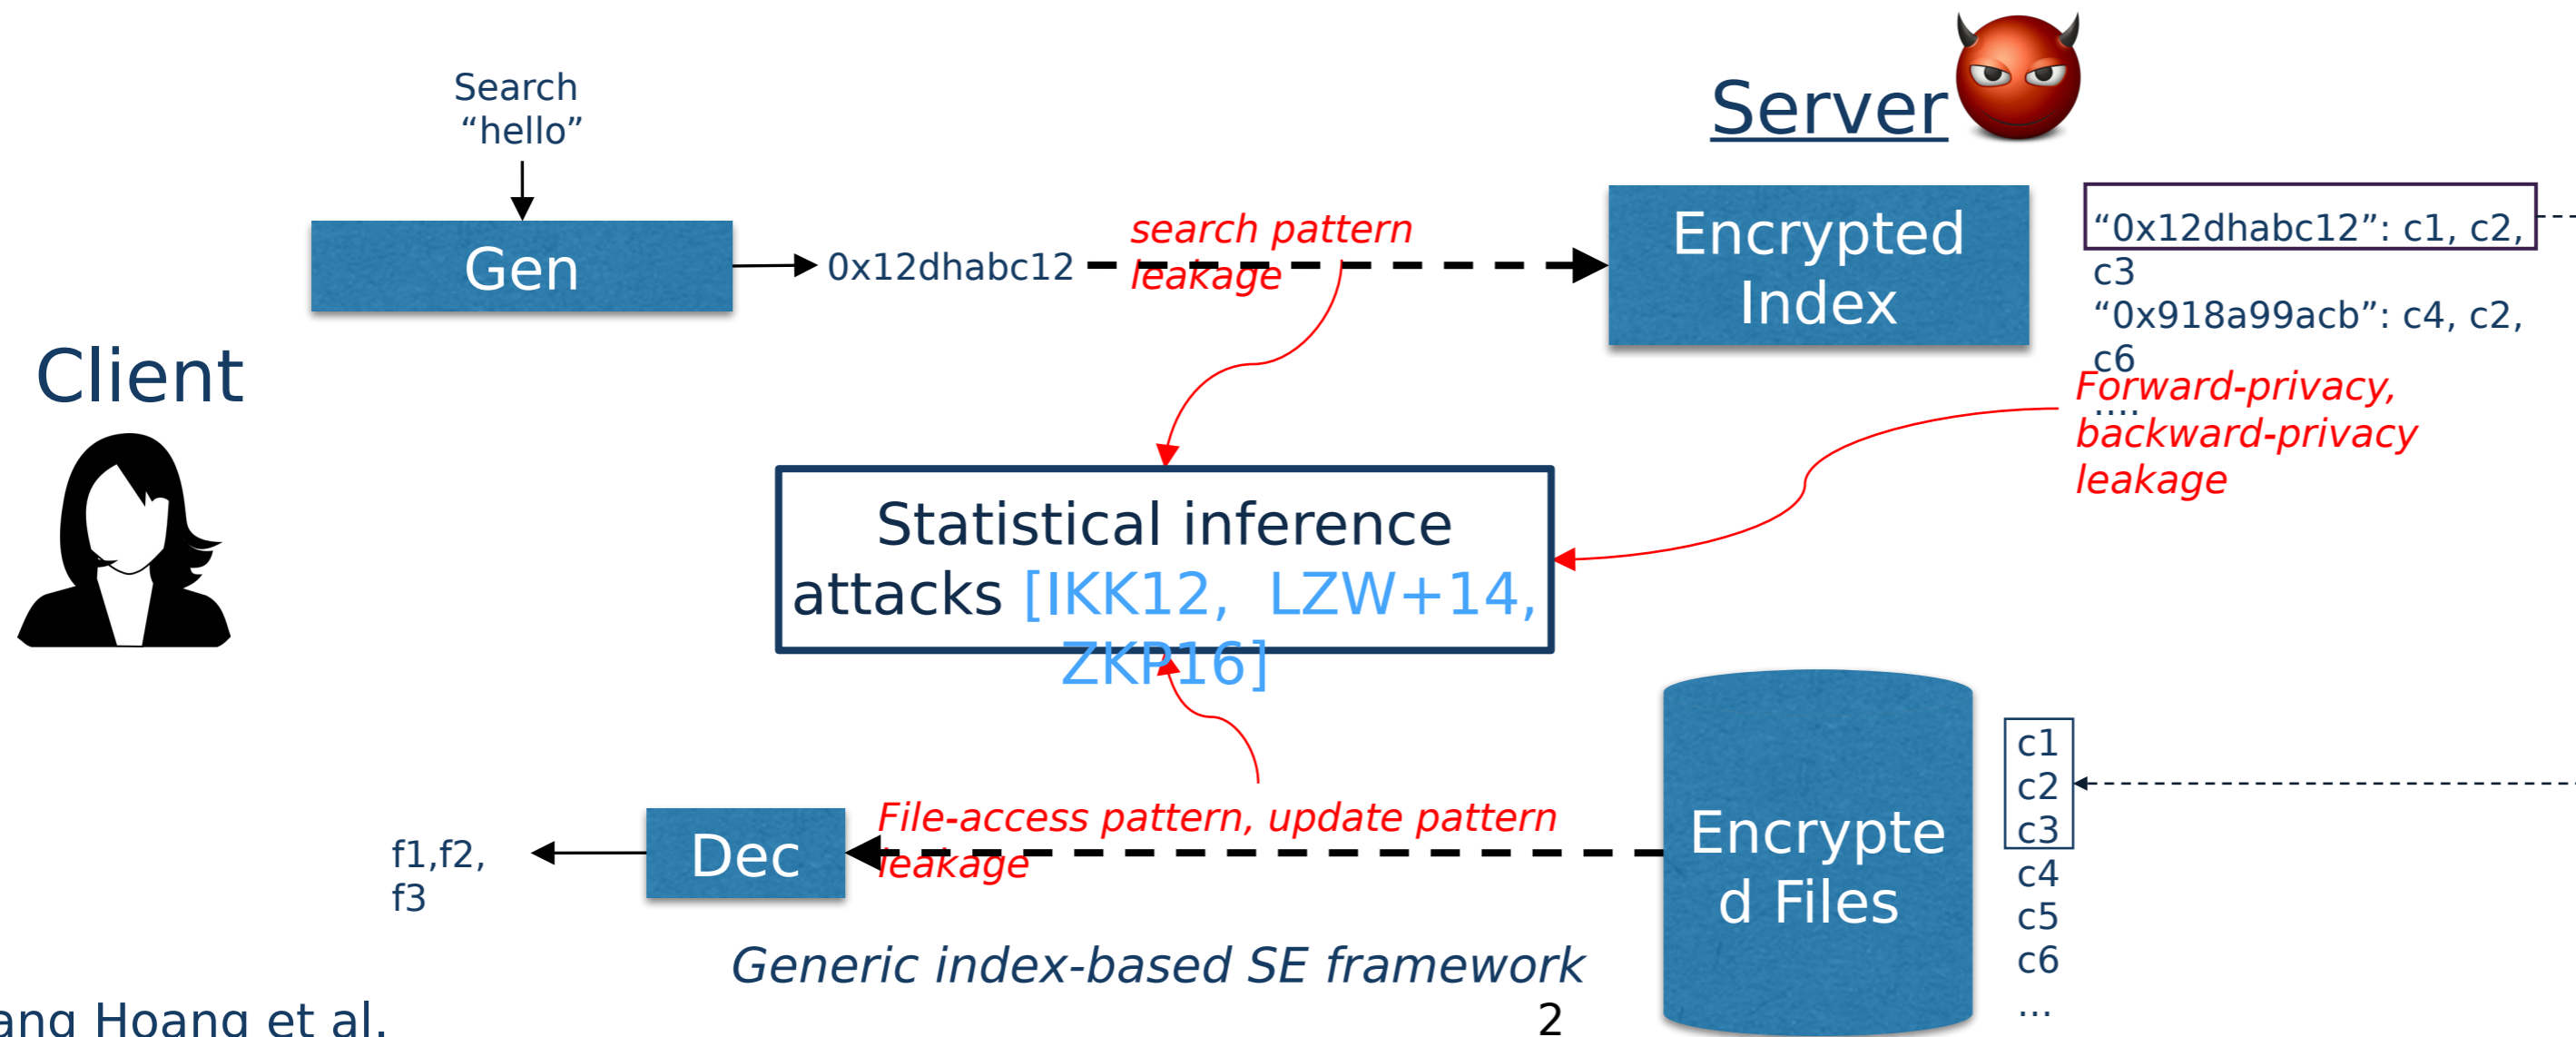 Search
“hello”
Server
Gen
0x12dhabc12
search pattern
leakage
Encrypted
Index
“0x12dhabc12”: c1, c2,
c3
“0x918a99acb”: c4, c2,
c6
....
Forward-privacy,
backward-privacy
leakage
Client
Statistical inference
attacks [IKK12,  LZW+14,
ZKP16]
File-access pattern, update pattern
leakage
Dec
f1,f2,
f3
Encrypte
d Files
c1
c2
c3
c4
c5
c6
...
Generic index-based SE framework
Hoang et al.
2